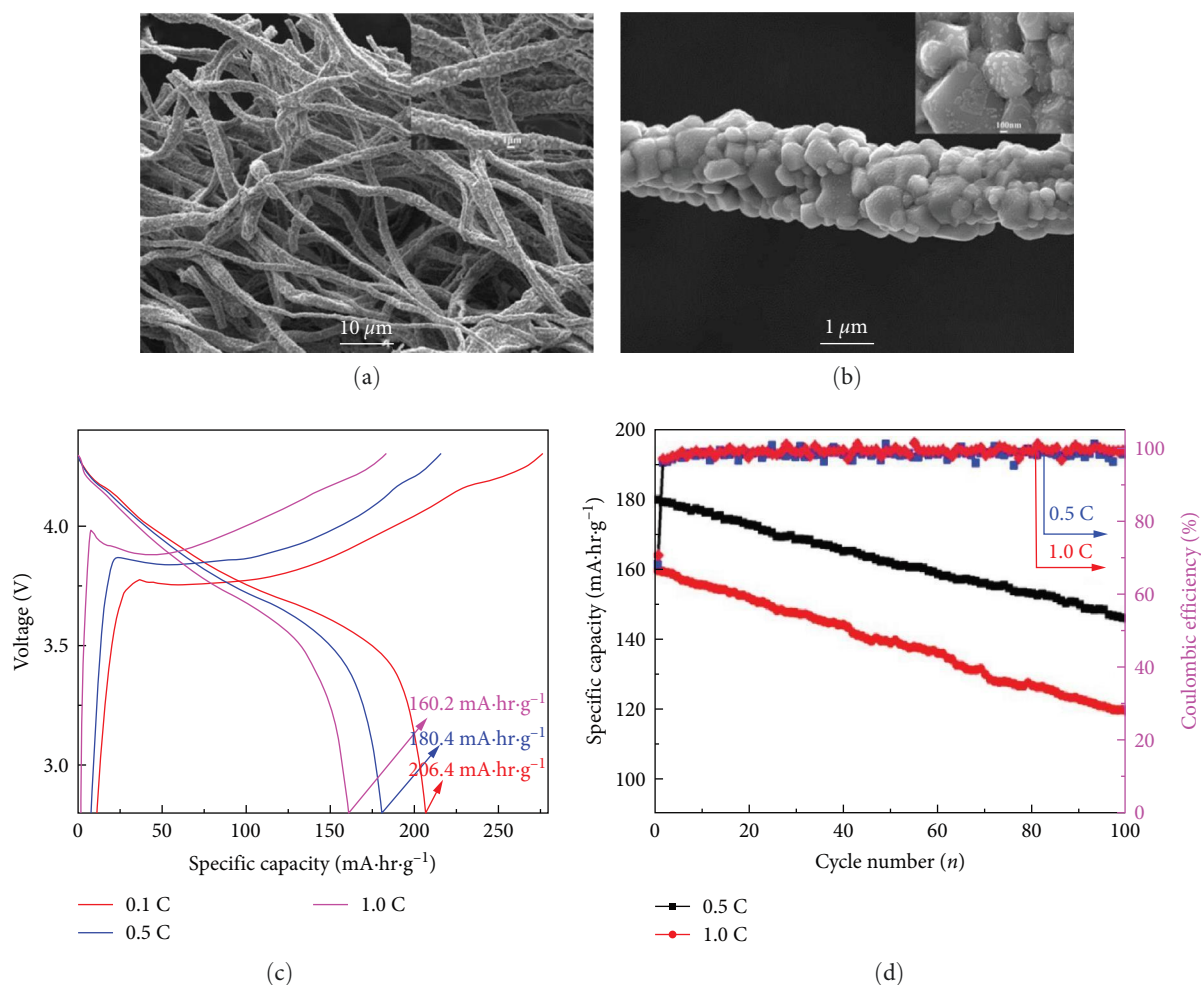 1μm
10 μm
(a)
100nm
1 μm
(b)
Voltage (V)
4.0
3.5
3.0
160.2 mA·hr·g−1
180.4 mA·hr·g−1
206.4 mA·hr·g−1
0 50 100 150 200 250
Specific capacity (mA·hr·g−1)
0.1 C
0.5 C
1.0 C
(c)
Specific capacity (mA·hr·g−1)
200
180
160
140
120
100
0.5 C
1.0 C
100
80
60
40
20
0
Coulombic efficiency (%)
0 20 40 60 80 100
Cycle number (n)
0.5 C
1.0 C
(d)